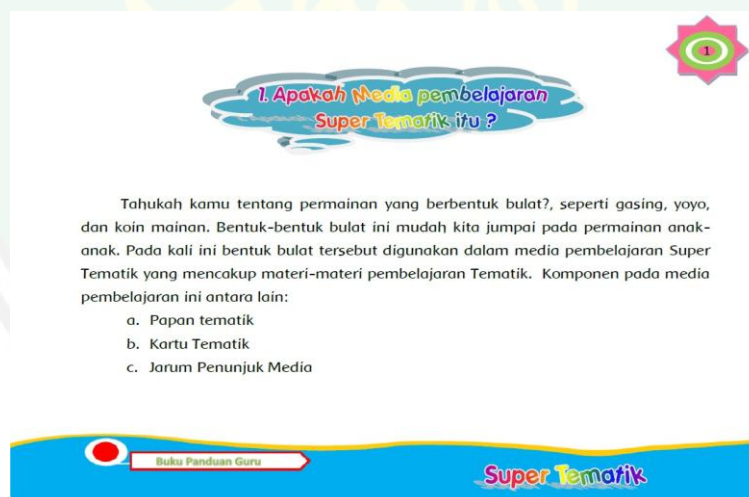 1
1. Apakah Media pembelajaran
Super Tematik itu ?
Tahukah kamu tentang permainan yang berbentuk bulat?, seperti gasing, yoyo,
dan koin mainan. Bentuk-bentuk bulat ini mudah kita jumpai pada permainan anak-
anak. Pada kali ini bentuk bulat tersebut digunakan dalam media pembelajaran Super
Tematik yang mencakup materi-materi pembelajaran Tematik. Komponen pada media
pembelajaran ini antara lain:
a. Papan tematik
b. Kartu Tematik
c. Jarum Penunjuk Media
Buku Panduan Guru
Super Tematik